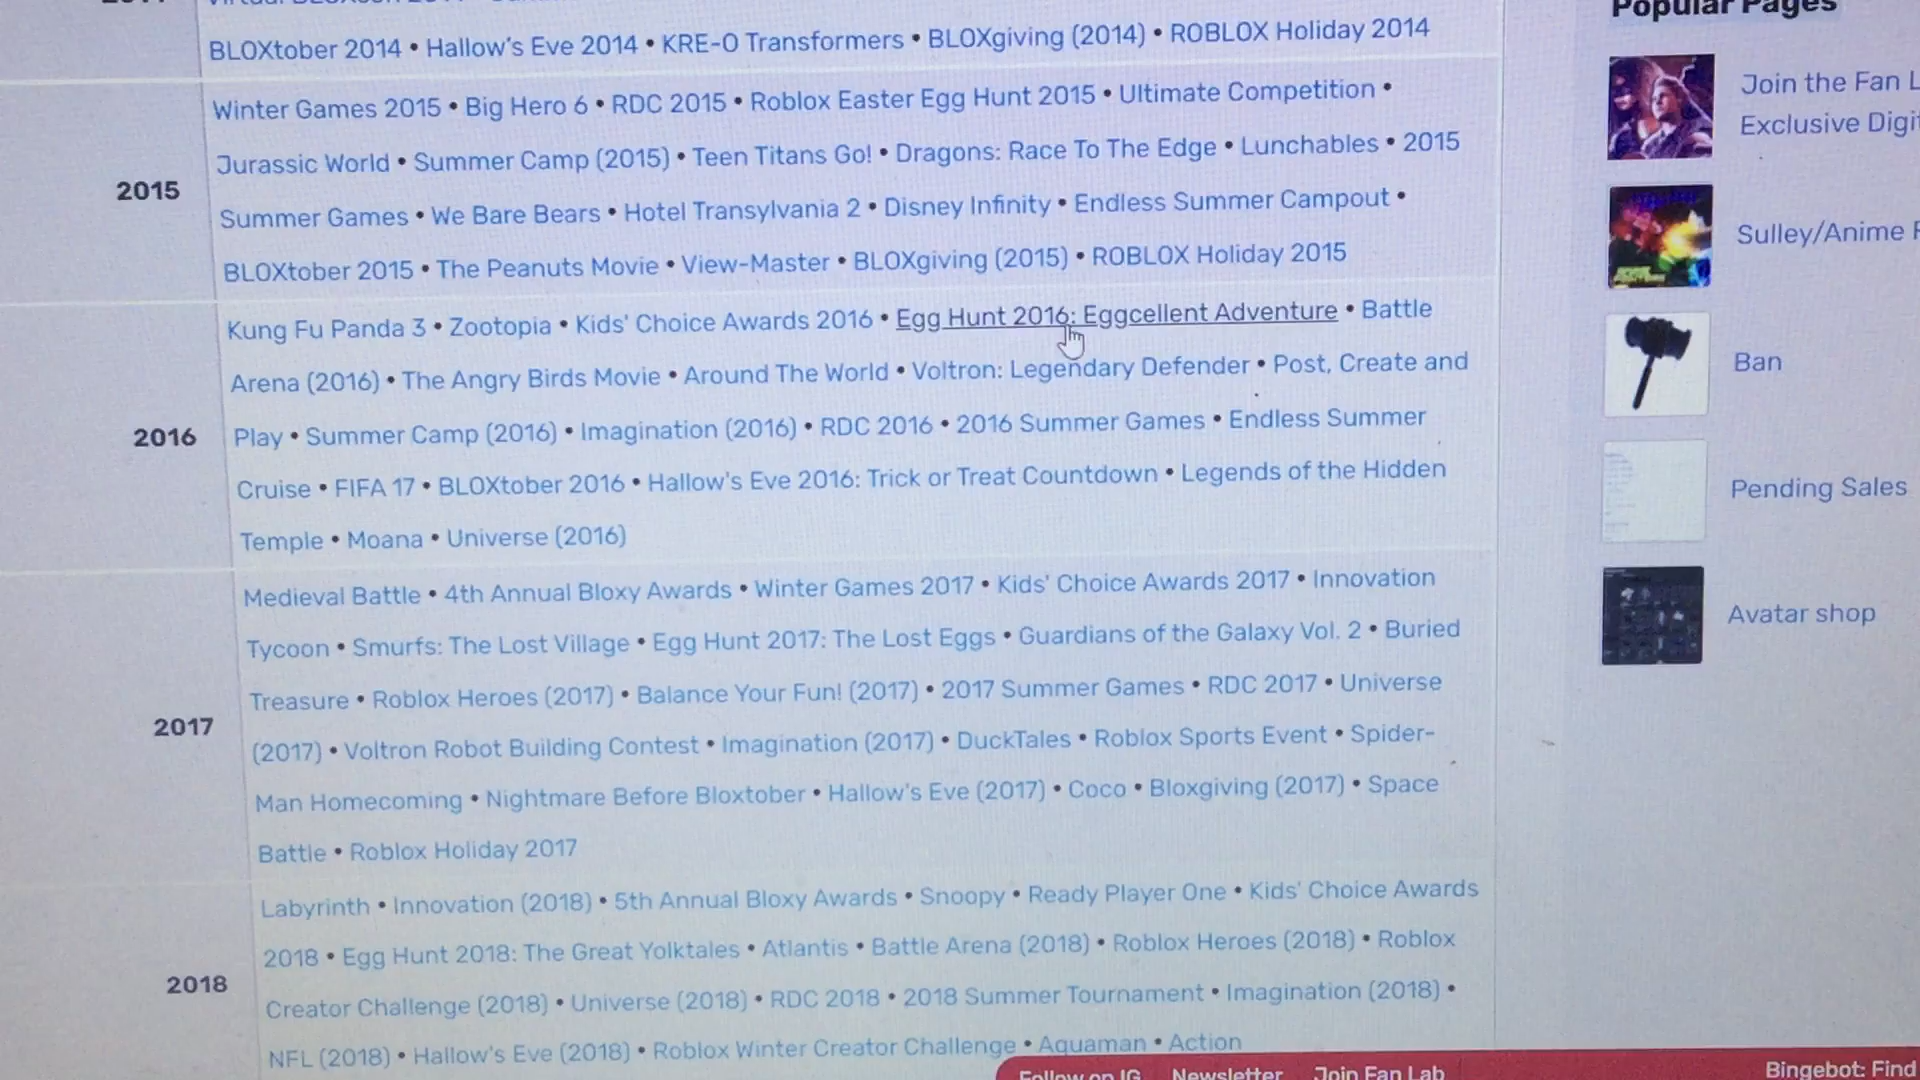 BLOXtober 2014 • Hallow's Eve 2014 • KRE-O Transformers • BLOXgiving (2014) • ROBLOX Holiday 2014
2015
Winter Games 2015 • Big Hero 6 • RDC 2015 • Roblox Easter Egg Hunt 2015 • Ultimate Competition •
Jurassic World • Summer Camp (2015) • Teen Titans Go! • Dragons: Race To The Edge • Lunchables • 2015
Summer Games • We Bare Bears • Hotel Transylvania 2 • Disney Infinity • Endless Summer Campout •
BLOXtober 2015 • The Peanuts Movie • View-Master • BLOXgiving (2015) • ROBLOX Holiday 2015
2016
Kung Fu Panda 3 • Zootopia • Kids' Choice Awards 2016 • Egg Hunt 2016: Eggcellent Adventure • Battle
Arena (2016) • The Angry Birds Movie • Around The World • Voltron: Legendary Defender • Post, Create and
Play • Summer Camp (2016) • Imagination (2016) • RDC 2016 • 2016 Summer Games • Endless Summer
Cruise • FIFA 17 • BLOXtober 2016 • Hallow's Eve 2016: Trick or Treat Countdown • Legends of the Hidden
Temple • Moana • Universe (2016)
2017
Medieval Battle • 4th Annual Bloxy Awards • Winter Games 2017 • Kids' Choice Awards 2017 • Innovation
Tycoon • Smurfs: The Lost Village • Egg Hunt 2017: The Lost Eggs • Guardians of the Galaxy Vol. 2 • Buried
Treasure • Roblox Heroes (2017) • Balance Your Fun! (2017) • 2017 Summer Games • RDC 2017 • Universe
(2017) • Voltron Robot Building Contest • Imagination (2017) • DuckTales • Roblox Sports Event • Spider-
Man Homecoming • Nightmare Before Bloxtober • Hallow's Eve (2017) • Coco • Bloxgiving (2017) • Space
Battle • Roblox Holiday 2017
2018
Labyrinth • Innovation (2018) • 5th Annual Bloxy Awards • Snoopy • Ready Player One • Kids' Choice Awards
2018 • Egg Hunt 2018: The Great Yolktales • Atlantis • Battle Arena (2018) • Roblox Heroes (2018) • Roblox
Creator Challenge (2018) • Universe (2018) • RDC 2018 • 2018 Summer Tournament • Imagination (2018) •
NFL (2018) • Hallow's Eve (2018) • Roblox Winter Creator Challenge • Aquaman • Action
Popular Pages
Join the Fan L
Exclusive Digit
Sulley/Anime
Ban
Pending Sales
Avatar shop
Follow on IG
Newsletter
Join Fan Lab
Bingebot: Find